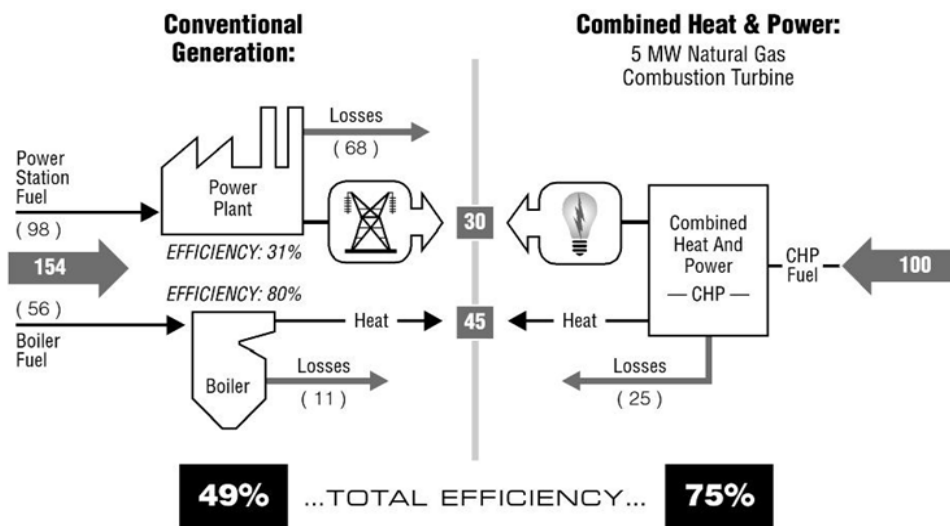 Conventional
Generation:
Combined Heat & Power:
5 MW Natural Gas
Combustion Turbine
Losses
( 68 )
Power
Station
Fuel
( 98 )
Power
Plant
EFFICIENCY: 31%
30
Combined
Heat And
Power
— CHP —
CHP
Fuel
100
154
EFFICIENCY: 80%
( 56 )
Boiler
Fuel
Heat
45
Heat
Boiler
Losses
( 11 )
Losses
( 25 )
49% ...TOTAL EFFICIENCY... 75%